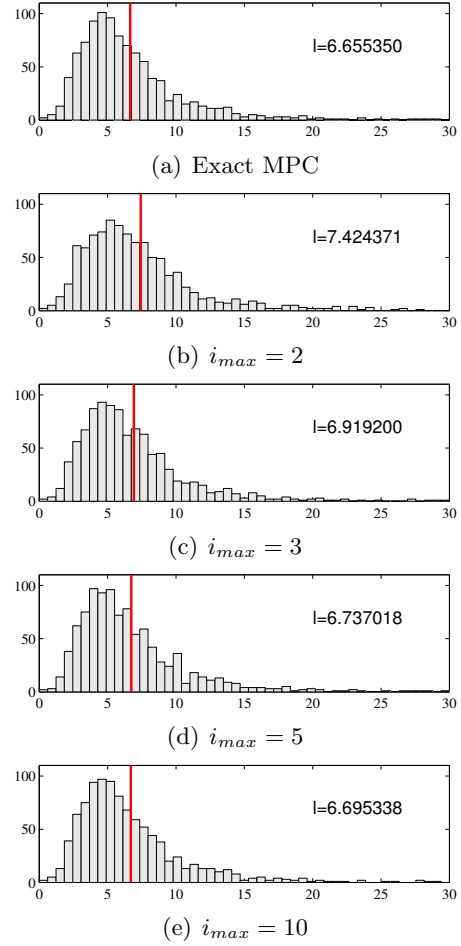 100
50
0
0 5 10 15 20 25 30
l=6.655350
(a) Exact MPC
100
50
0
0 5 10 15 20 25 30
l=7.424371
(b) i_max = 2
100
50
0
0 5 10 15 20 25 30
l=6.919200
(c) i_max = 3
100
50
0
0 5 10 15 20 25 30
l=6.737018
(d) i_max = 5
100
50
0
0 5 10 15 20 25 30
l=6.695338
(e) i_max = 10